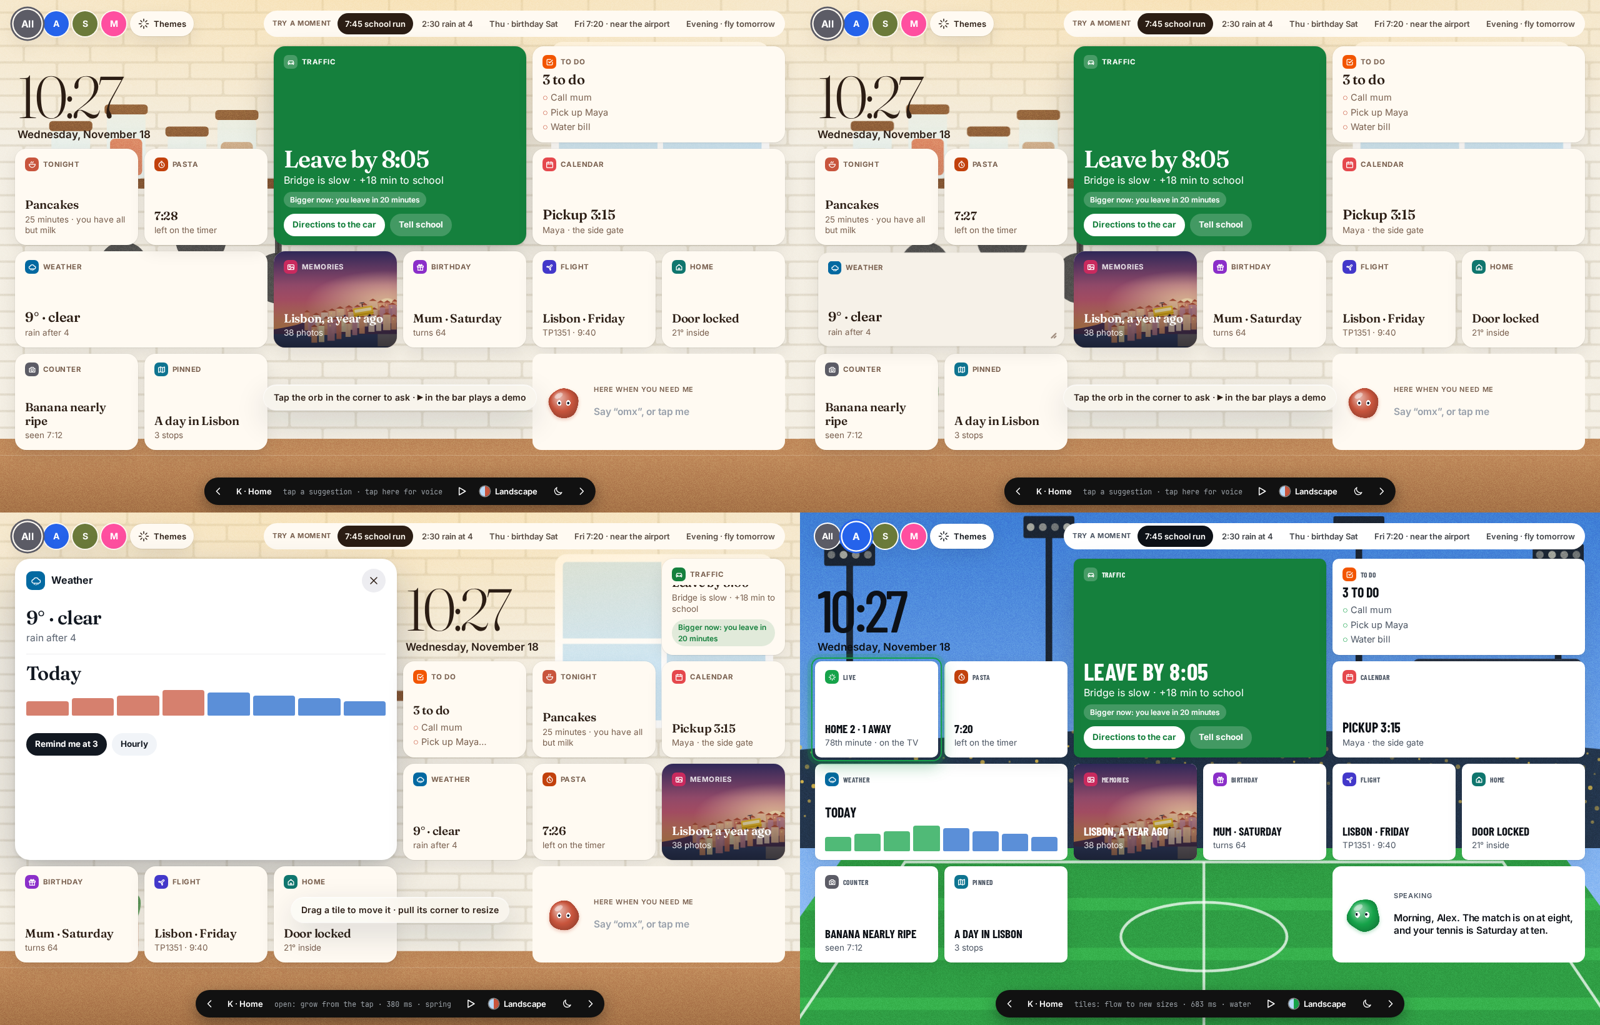 All
A
S
M
Themes
TRY A MOMENT
7:45 school run
2:30 rain at 4
Thu · birthday Sat
Fri 7:20 · near the airport
Evening · fly tomorrow
10:27
Wednesday, November 18
TRAFFIC
Leave by 8:05
Bridge is slow · +18 min to school
Bigger now: you leave in 20 minutes
Directions to the car
Tell school
TO DO
3 to do
Call mum
Pick up Maya
Water bill
TONIGHT
Pancakes
25 minutes · you have all
but milk
PASTA
7:28
left on the timer
CALENDAR
Pickup 3:15
Maya · the side gate
WEATHER
9° · clear
rain after 4
MEMORIES
Lisbon, a year ago
38 photos
BIRTHDAY
Mum · Saturday
turns 64
FLIGHT
Lisbon · Friday
TP1351 · 9:40
HOME
Door locked
21° inside
COUNTER
Banana nearly
ripe
seen 7:12
PINNED
A day in Lisbon
3 stops
Tap the orb in the corner to ask · ▶ in the bar plays a demo
HERE WHEN YOU NEED ME
Say “omx”, or tap me
K · Home
tap a suggestion · tap here for voice
Landscape
All
A
S
M
Themes
TRY A MOMENT
7:45 school run
2:30 rain at 4
Thu · birthday Sat
Fri 7:20 · near the airport
Evening · fly tomorrow
10:27
Wednesday, November 18
TRAFFIC
Leave by 8:05
Bridge is slow · +18 min to school
Bigger now: you leave in 20 minutes
Directions to the car
Tell school
TO DO
3 to do
Call mum
Pick up Maya
Water bill
TONIGHT
Pancakes
25 minutes · you have all
but milk
PASTA
7:27
left on the timer
CALENDAR
Pickup 3:15
Maya · the side gate
WEATHER
9° · clear
rain after 4
MEMORIES
Lisbon, a year ago
38 photos
BIRTHDAY
Mum · Saturday
turns 64
FLIGHT
Lisbon · Friday
TP1351 · 9:40
HOME
Door locked
21° inside
COUNTER
Banana nearly
ripe
seen 7:12
PINNED
A day in Lisbon
3 stops
Tap the orb in the corner to ask · ▶ in the bar plays a demo
HERE WHEN YOU NEED ME
Say “omx”, or tap me
K · Home
tap a suggestion · tap here for voice
Landscape
All
A
S
M
Themes
TRY A MOMENT
7:45 school run
2:30 rain at 4
Thu · birthday Sat
Fri 7:20 · near the airport
Evening · fly tomorrow
Weather
9° · clear
rain after 4
Today
Remind me at 3
Hourly
10:27
Wednesday, November 18
TRAFFIC
Bridge is slow · +18 min to
school
Bigger now: you leave in
20 minutes
TO DO
3 to do
Call mum
Pick up Maya...
TONIGHT
Pancakes
25 minutes · you have all
but milk
CALENDAR
Pickup 3:15
Maya · the side gate
WEATHER
9° · clear
rain after 4
PASTA
7:26
left on the timer
MEMORIES
Lisbon, a year ago
38 photos
BIRTHDAY
Mum · Saturday
turns 64
FLIGHT
Lisbon · Friday
TP1351 · 9:40
HOME
Door locked
21° inside
Drag a tile to move it · pull its corner to resize
HERE WHEN YOU NEED ME
Say “omx”, or tap me
K · Home
open: grow from the tap · 380 ms · spring
Landscape
All
A
S
M
Themes
TRY A MOMENT
7:45 school run
2:30 rain at 4
Thu · birthday Sat
Fri 7:20 · near the airport
Evening · fly tomorrow
10:27
Wednesday, November 18
TRAFFIC
LEAVE BY 8:05
Bridge is slow · +18 min to school
Bigger now: you leave in 20 minutes
Directions to the car
Tell school
TO DO
3 TO DO
Call mum
Pick up Maya
Water bill
LIVE
HOME 2 · 1 AWAY
78th minute · on the TV
PASTA
7:20
left on the timer
CALENDAR
PICKUP 3:15
Maya · the side gate
WEATHER
TODAY
MEMORIES
LISBON, A YEAR AGO
38 photos
BIRTHDAY
MUM · SATURDAY
turns 64
FLIGHT
LISBON · FRIDAY
TP1351 · 9:40
HOME
DOOR LOCKED
21° inside
COUNTER
BANANA NEARLY RIPE
seen 7:12
PINNED
A DAY IN LISBON
3 stops
SPEAKING
Morning, Alex. The match is on at eight,
and your tennis is Saturday at ten.
K · Home
tiles: flow to new sizes · 683 ms · water
Landscape